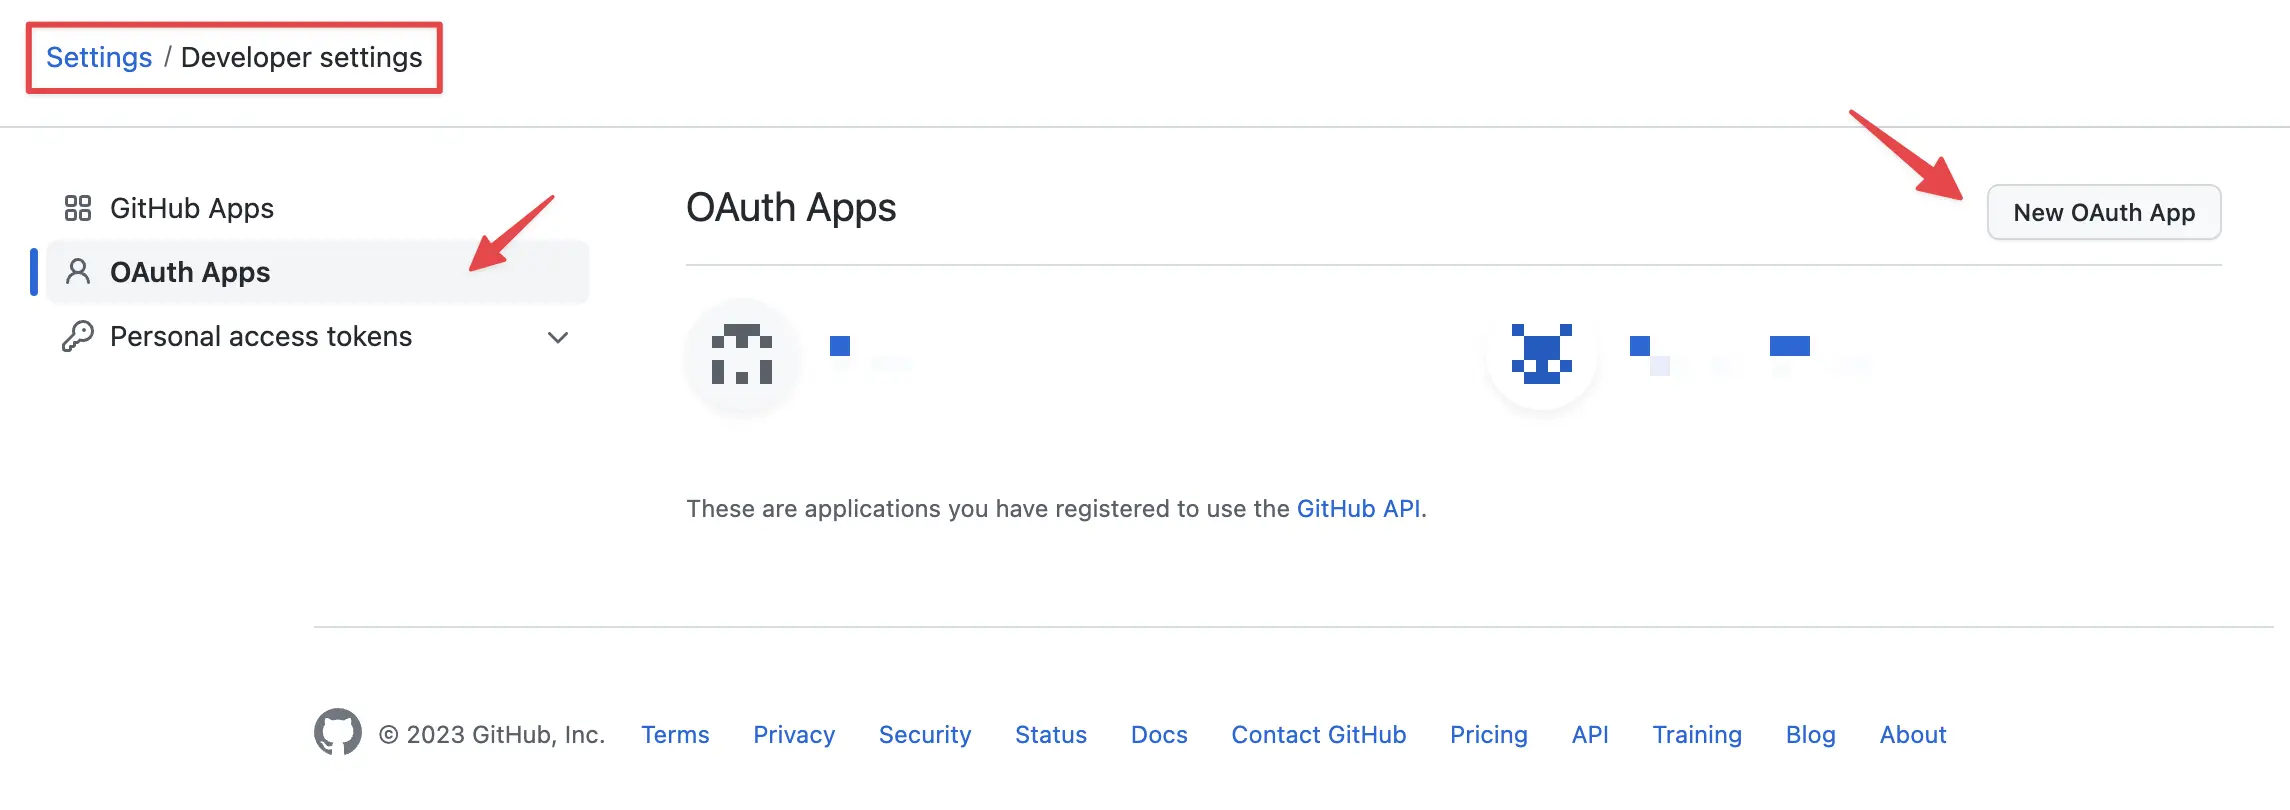 Settings / Developer settings
GitHub Apps
OAuth Apps
Personal access tokens
OAuth Apps
New OAuth App
These are applications you have registered to use the GitHub API.
© 2023 GitHub, Inc. Terms Privacy Security Status Docs Contact GitHub Pricing API Training Blog About